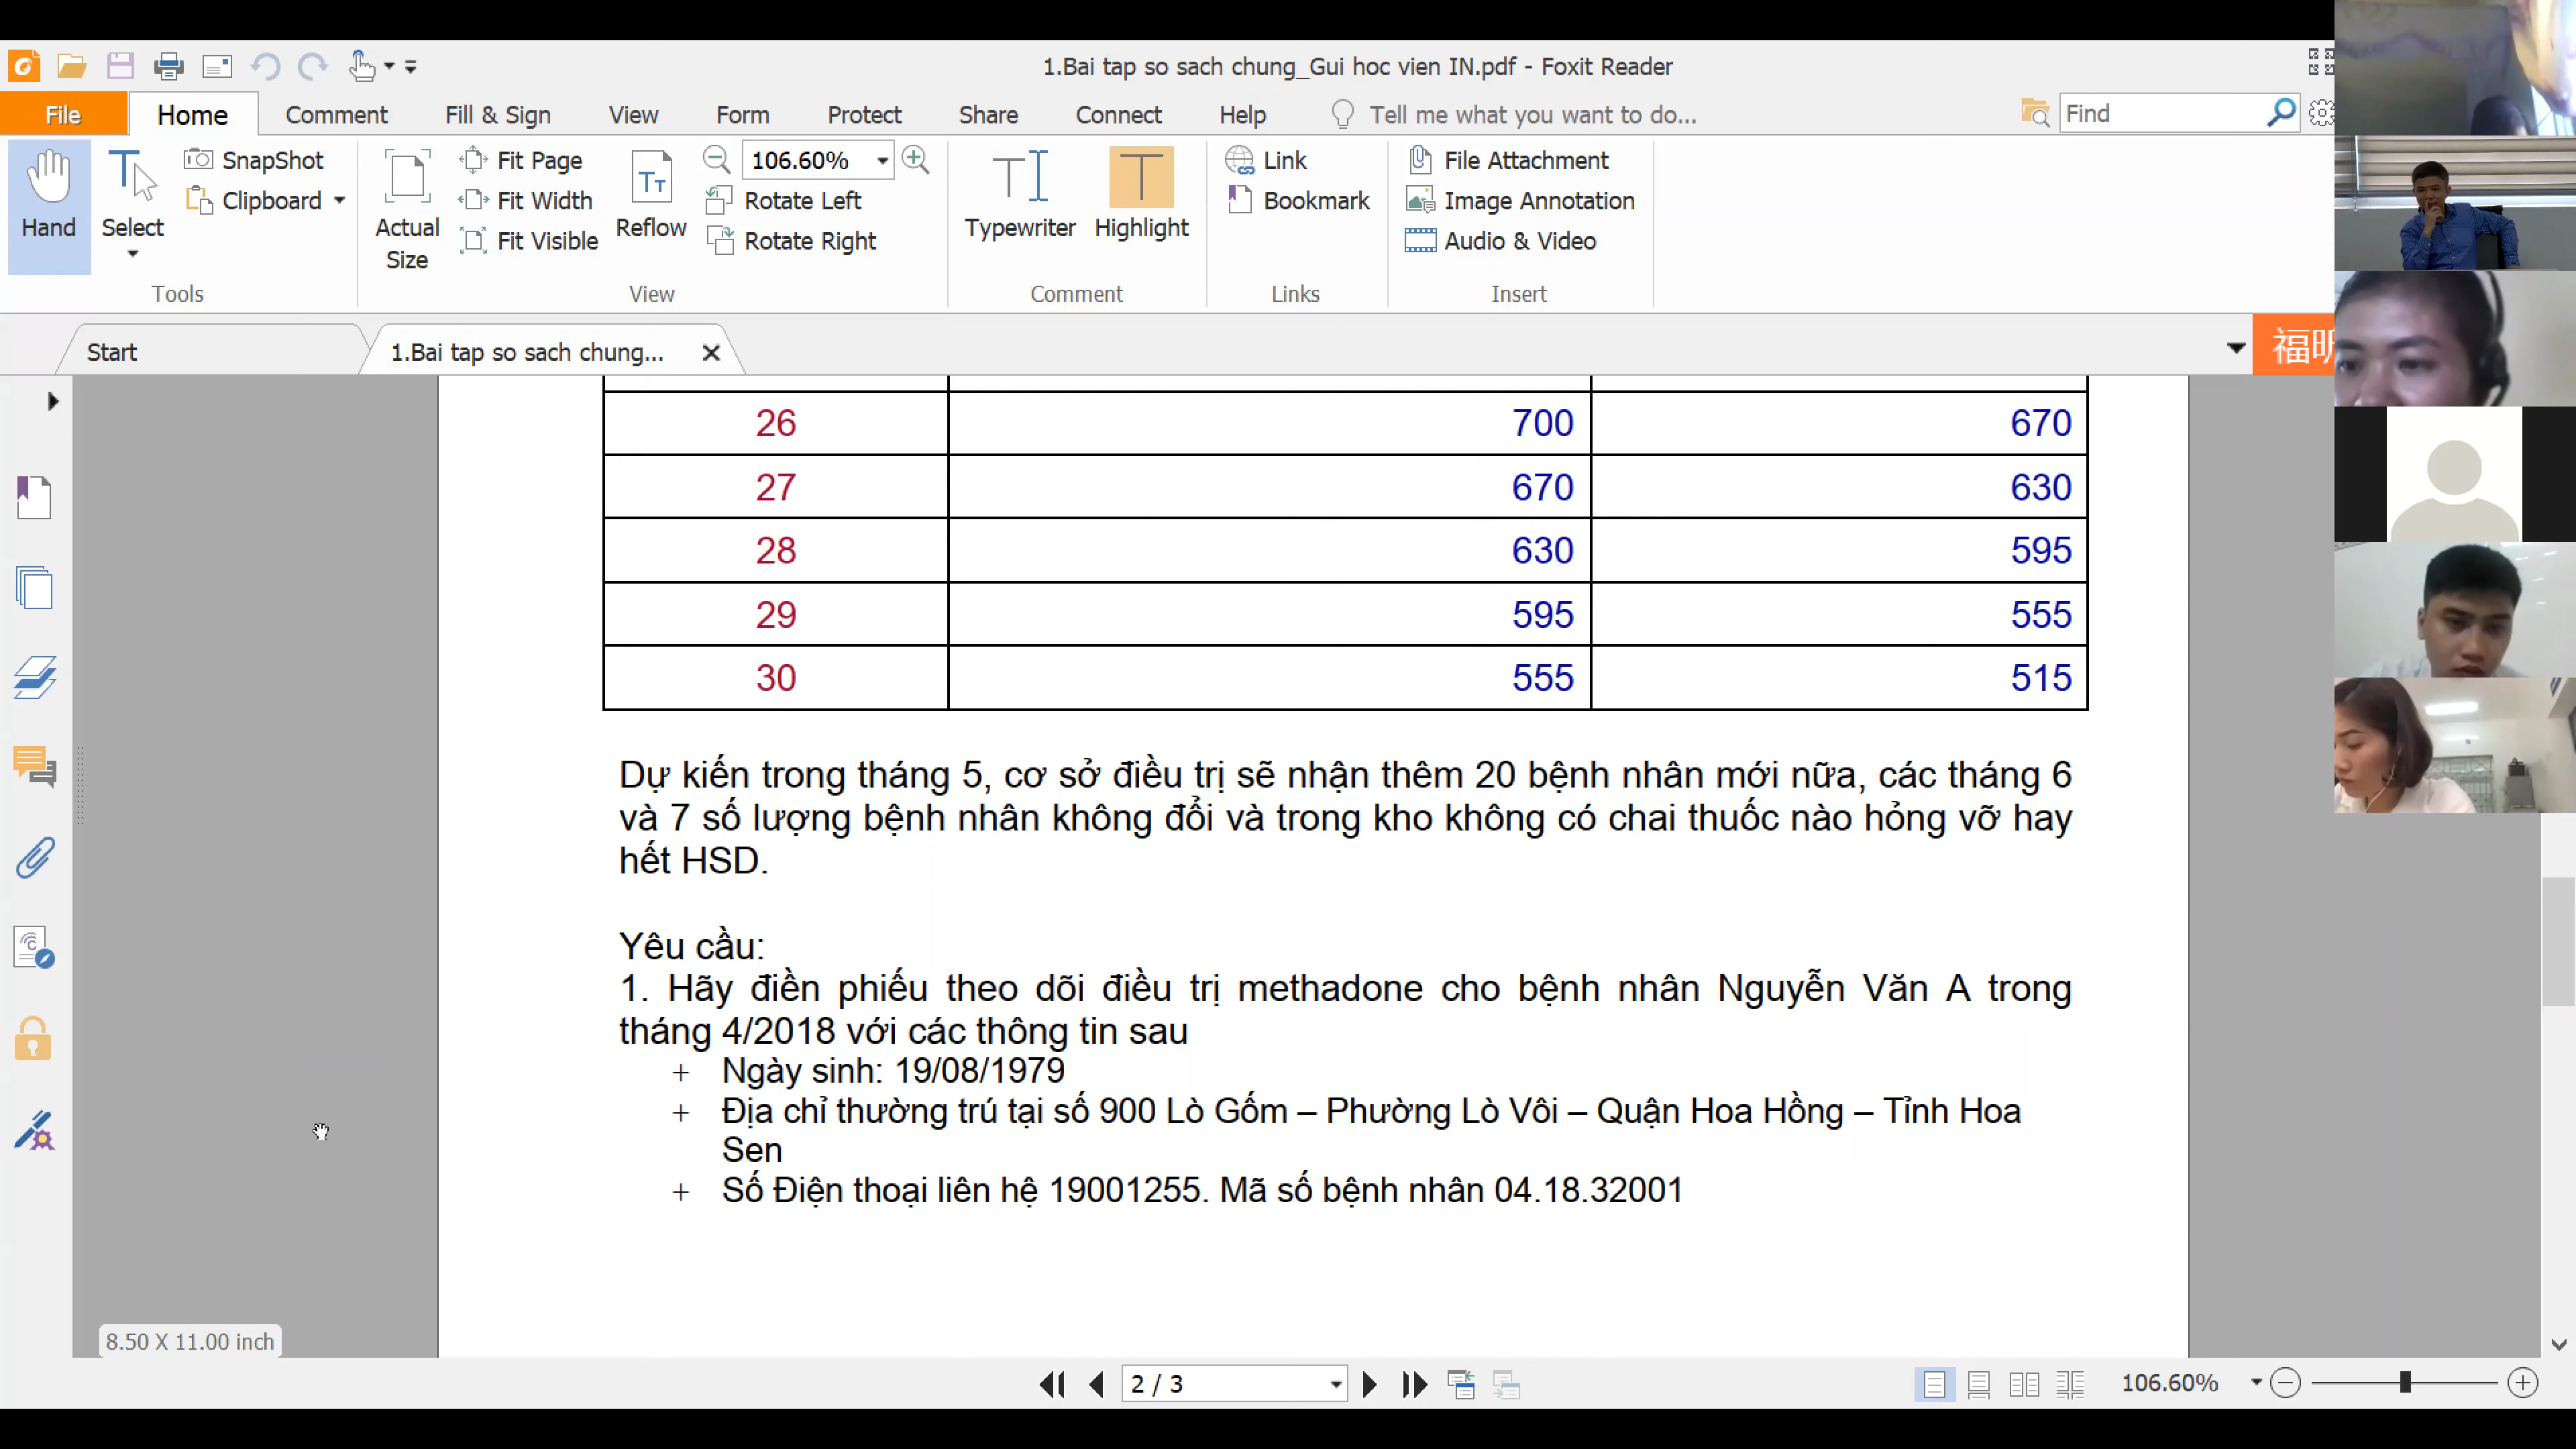 1.Bai tap so sach chung_Gui hoc vien IN.pdf - Foxit Reader
File Home Comment Fill & Sign View Form Protect Share Connect Help Tell me what you want to do... Find
Hand
Select
SnapShot
Clipboard
Tools
Actual Size
Fit Page
Fit Width
Fit Visible
Reflow
106.60%
Rotate Left
Rotate Right
View
Typewriter
Highlight
Comment
Link
Bookmark
Links
File Attachment
Image Annotation
Audio & Video
Insert
Start
1.Bai tap so sach chung...
福昕
26 700 670
27 670 630
28 630 595
29 595 555
30 555 515
Dự kiến trong tháng 5, cơ sở điều trị sẽ nhận thêm 20 bệnh nhân mới nữa, các tháng 6
và 7 số lượng bệnh nhân không đổi và trong kho không có chai thuốc nào hỏng vỡ hay
hết HSD.
Yêu cầu:
1. Hãy điền phiếu theo dõi điều trị methadone cho bệnh nhân Nguyễn Văn A trong
tháng 4/2018 với các thông tin sau
+ Ngày sinh: 19/08/1979
+ Địa chỉ thường trú tại số 900 Lò Gốm – Phường Lò Vôi – Quận Hoa Hồng – Tỉnh Hoa
Sen
+ Số Điện thoại liên hệ 19001255. Mã số bệnh nhân 04.18.32001
8.50 X 11.00 inch
2 / 3
106.60%